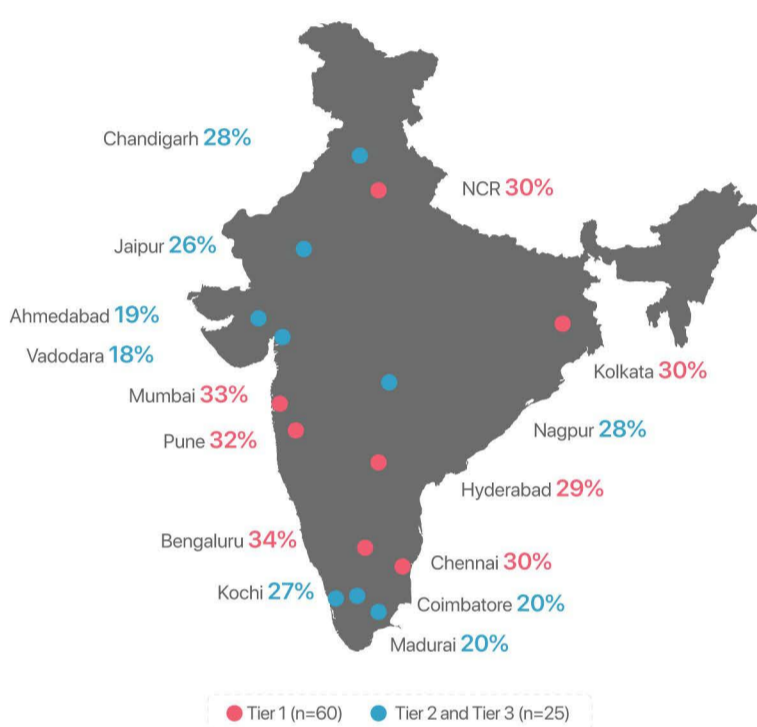 Chandigarh 28%
NCR 30%
Jaipur 26%
Ahmedabad 19%
Vadodara 18%
Kolkata 30%
Mumbai 33%
Nagpur 28%
Pune 32%
Hyderabad 29%
Bengaluru 34%
Chennai 30%
Kochi 27%
Coimbatore 20%
Madurai 20%
Tier 1 (n=60)
Tier 2 and Tier 3 (n=25)